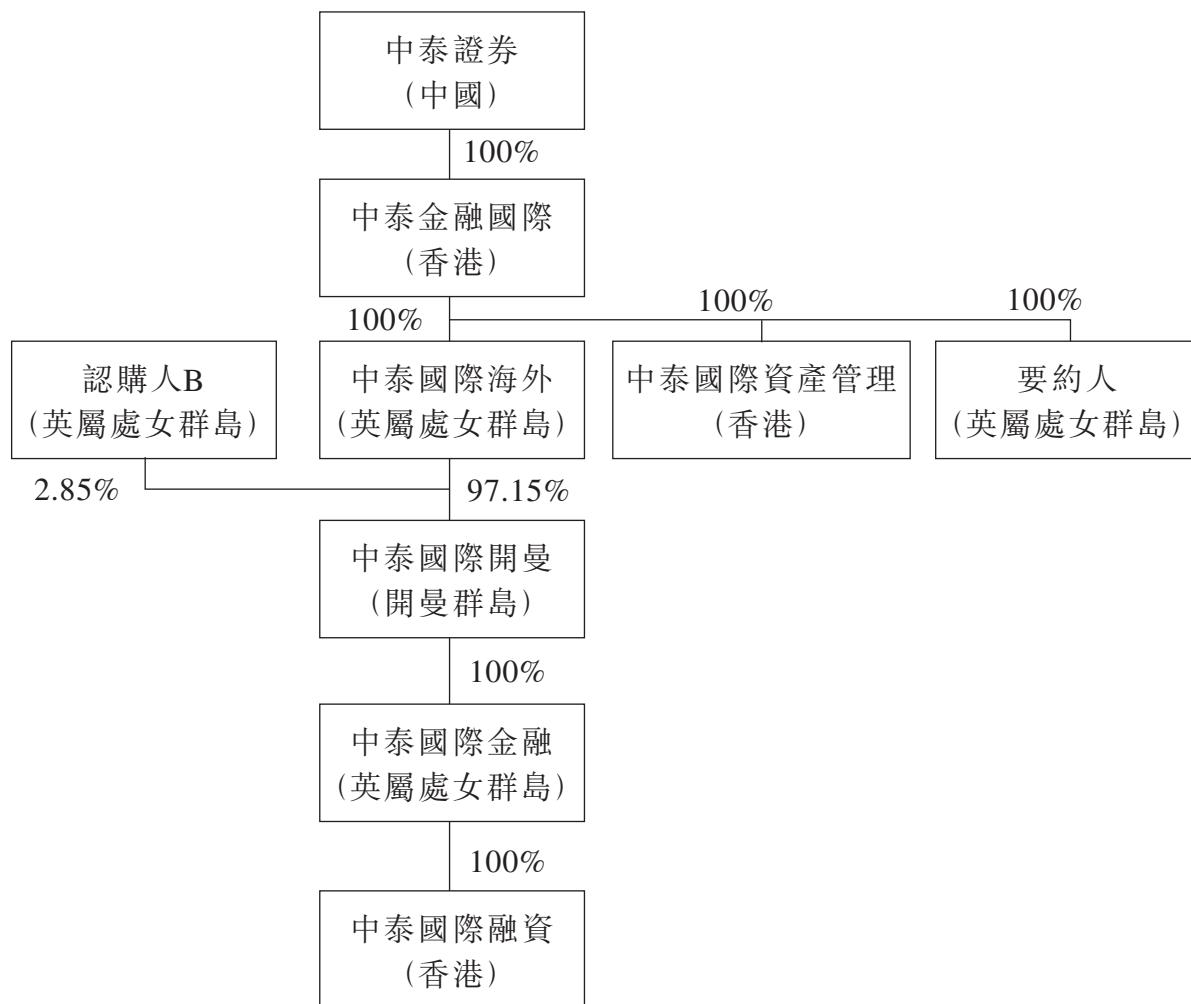 中泰證券
(中國)
100%
中泰金融國際
(香港)
100%
100%
100%
認購人B
(英屬處女群島)
中泰國際海外
(英屬處女群島)
中泰國際資產管理
(香港)
要約人
(英屬處女群島)
2.85%
97.15%
中泰國際開曼
(開曼群島)
100%
中泰國際金融
(英屬處女群島)
100%
中泰國際融資
(香港)